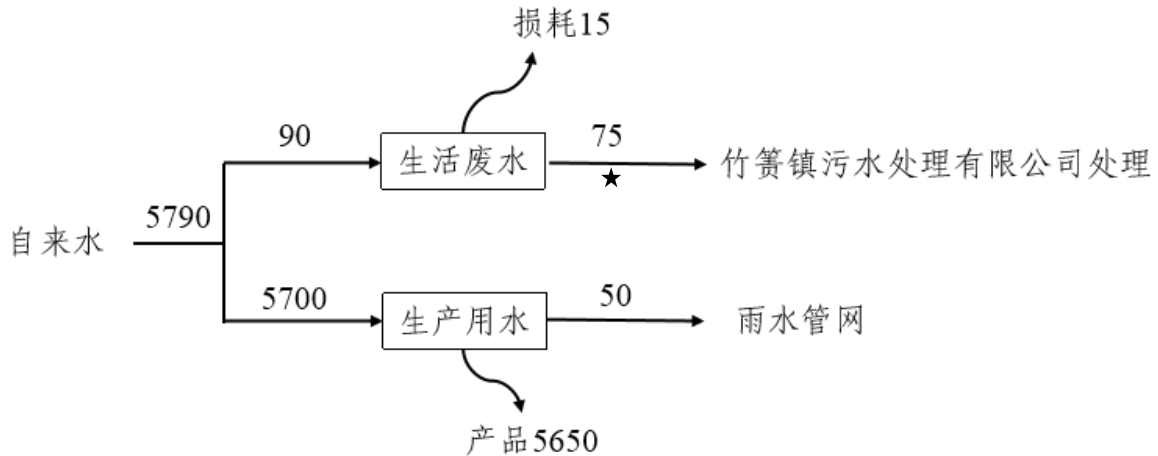 损耗15
90
生活废水
75
★
竹箦镇污水处理有限公司处理
自来水
5790
5700
生产用水
50
雨水管网
产品5650